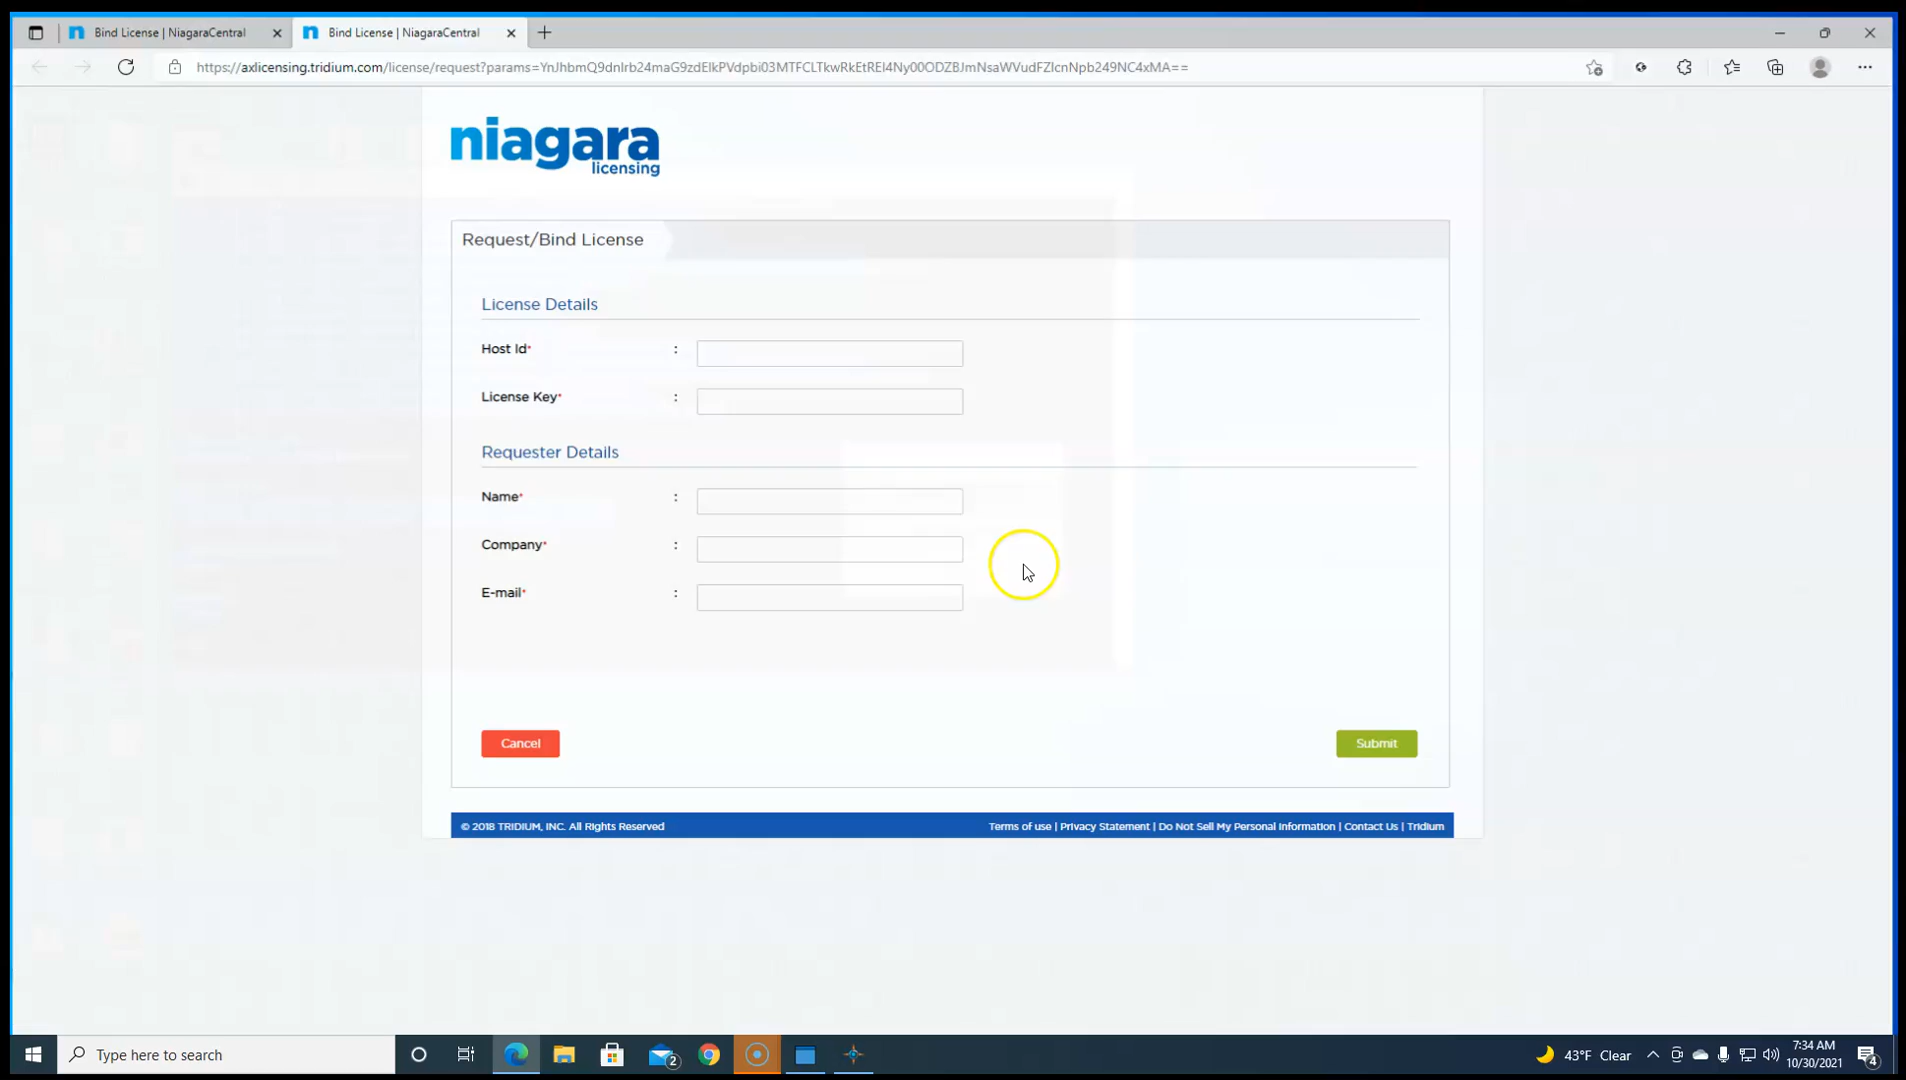 Bind License | NiagaraCentral
Bind License | NiagaraCentral
https://axlicensing.tridium.com/license/request?params=YnJhbmQ9dnlrb24maG9zdElkPVdpbi03MTFCLTkwRkEtREI4Ny00ODZBJmNsaWVudFZlcnNpb249NC4xMA==
niagara
licensing
Request/Bind License
License Details
Host Id* :
License Key* :
Requester Details
Name* :
Company* :
E-mail* :
Cancel
Submit
© 2018 TRIDIUM, INC. All Rights Reserved
Terms of use | Privacy Statement | Do Not Sell My Personal Information | Contact Us | Tridium
Type here to search
2
43°F Clear
7:34 AM
10/30/2021
4